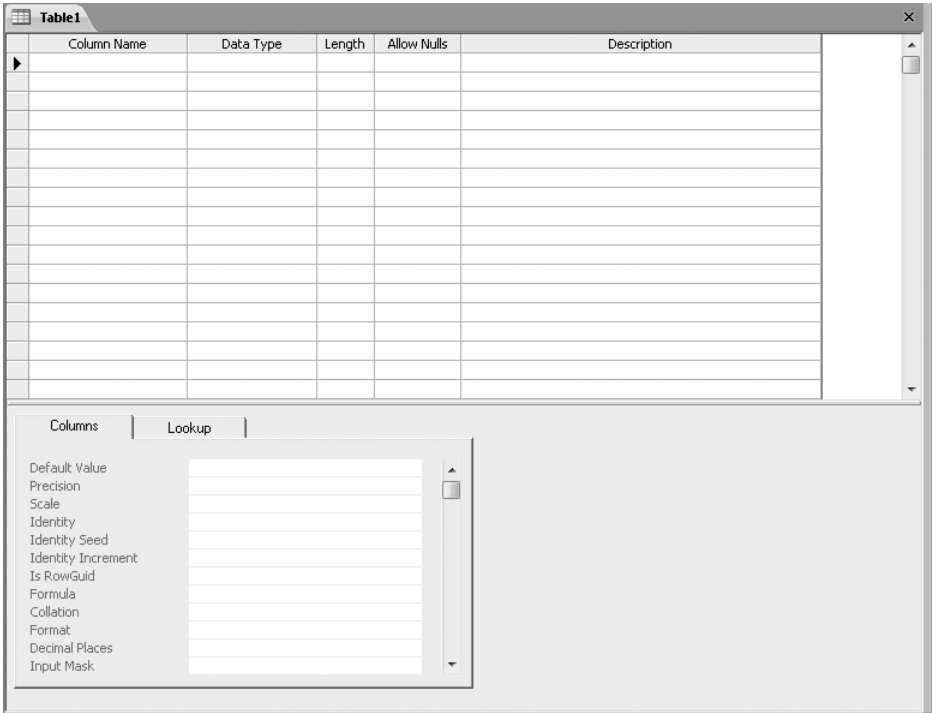 Table1
Column Name Data Type Length Allow Nulls Description
Columns Lookup
Default Value
Precision
Scale
Identity
Identity Seed
Identity Increment
Is RowGuid
Formula
Collation
Format
Decimal Places
Input Mask